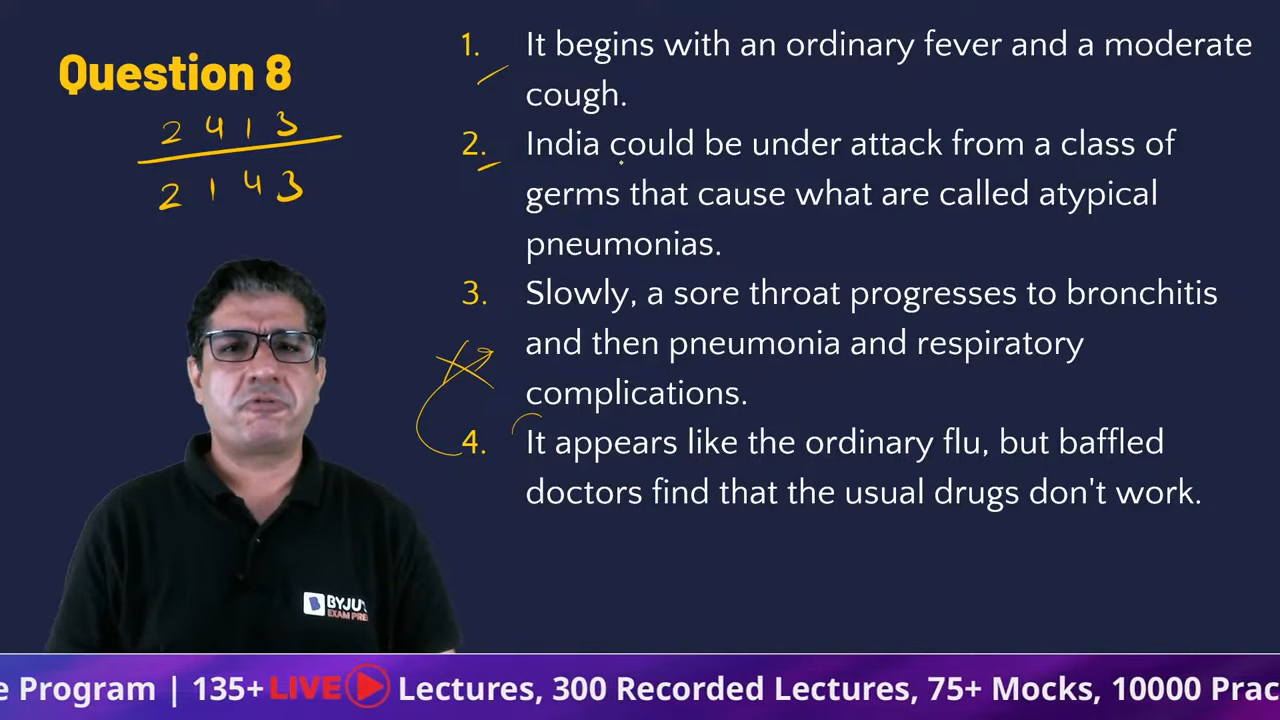 Question 8
2 4 1 3
2 1 4 3
1. It begins with an ordinary fever and a moderate
cough.
2. India could be under attack from a class of
germs that cause what are called atypical
pneumonias.
3. Slowly, a sore throat progresses to bronchitis
and then pneumonia and respiratory
complications.
4. It appears like the ordinary flu, but baffled
doctors find that the usual drugs don't work.
BYJU'
EXAM PRE
e Program | 135+ LIVE Lectures, 300 Recorded Lectures, 75+ Mocks, 10000 Prac